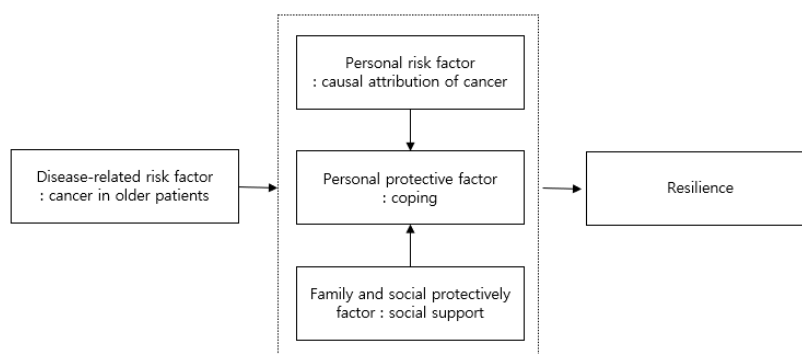 Personal risk factor
: causal attribution of cancer
Disease-related risk factor
: cancer in older patients
Personal protective factor
: coping
Resilience
Family and social protectively
factor : social support